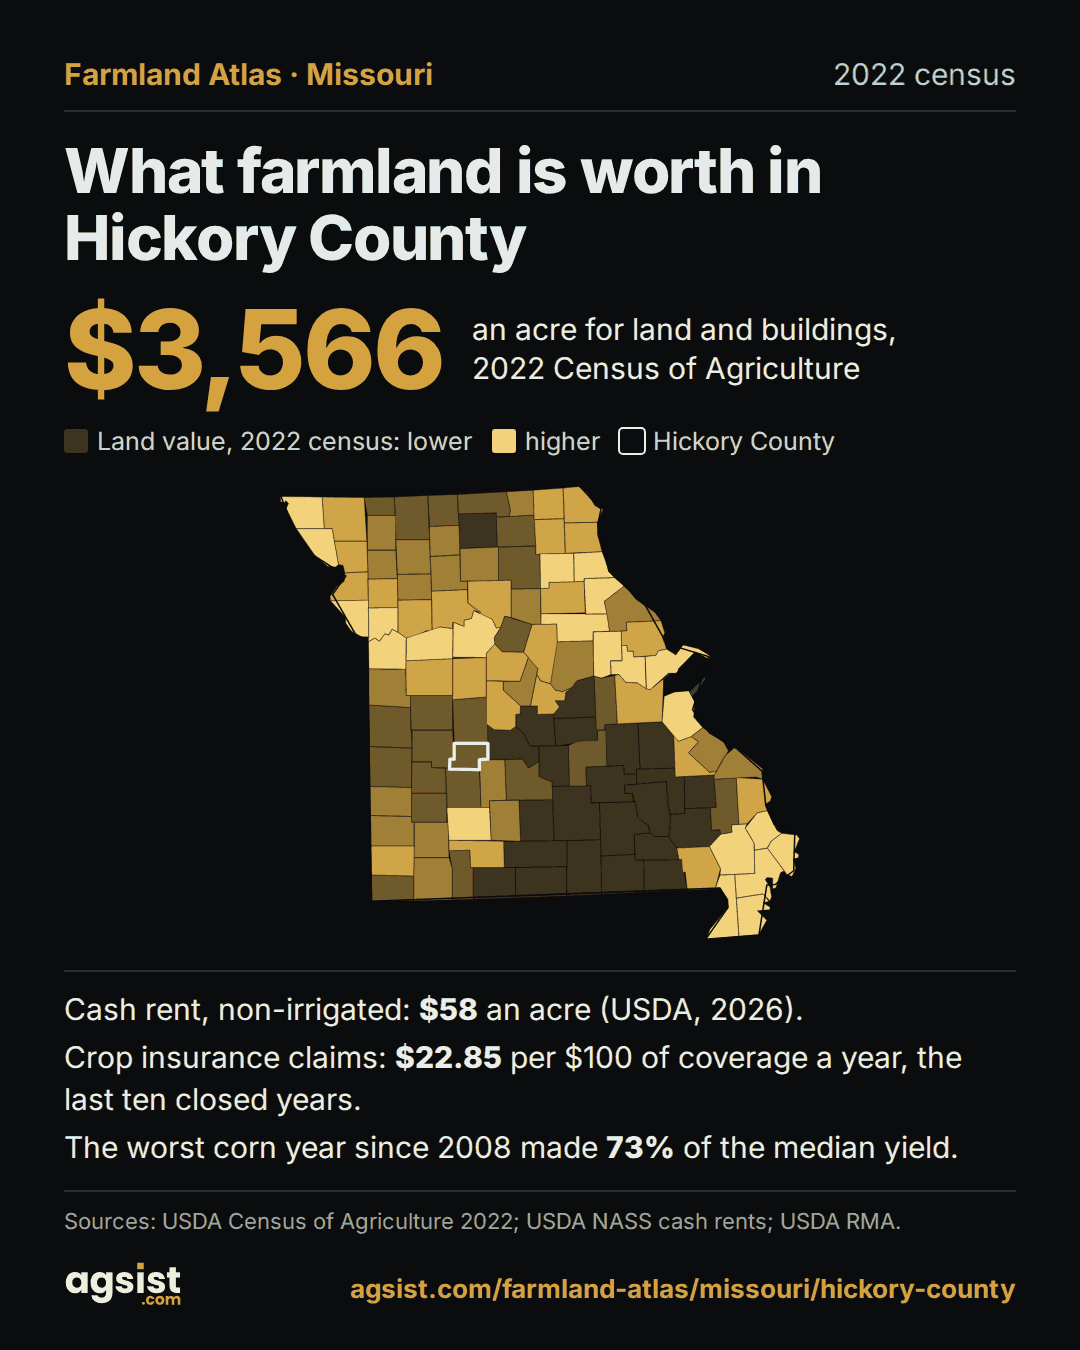 Farmland Atlas · Missouri
2022 census
What farmland is worth in
Hickory County
$3,566
an acre for land and buildings,
2022 Census of Agriculture
Land value, 2022 census: lower
higher
Hickory County
Cash rent, non-irrigated: $58 an acre (USDA, 2026).
Crop insurance claims: $22.85 per $100 of coverage a year, the
last ten closed years.
The worst corn year since 2008 made 73% of the median yield.
Sources: USDA Census of Agriculture 2022; USDA NASS cash rents; USDA RMA.
agsist
.com
agsist.com/farmland-atlas/missouri/hickory-county